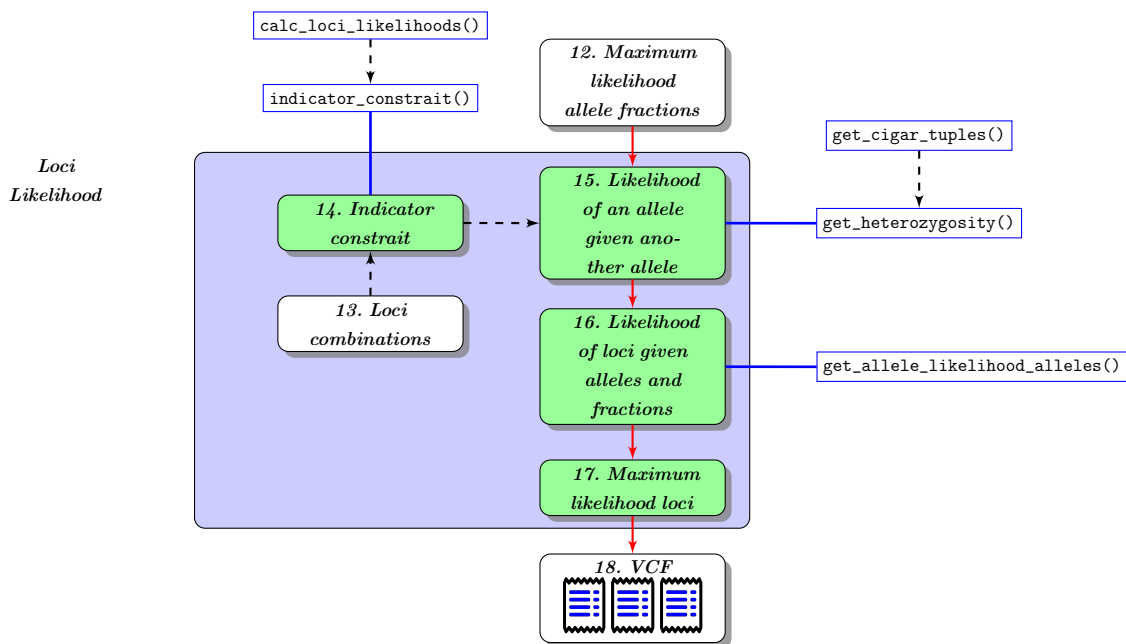 calc_loci_likelihoods()
indicator_constrait()
12. Maximum
likelihood
allele fractions
get_cigar_tuples()
get_heterozygosity()
Loci
Likelihood
14. Indicator
constrait
15. Likelihood
of an allele
given ano-
ther allele
13. Loci
combinations
16. Likelihood
of loci given
alleles and
fractions
get_allele_likelihood_alleles()
17. Maximum
likelihood loci
18. VCF